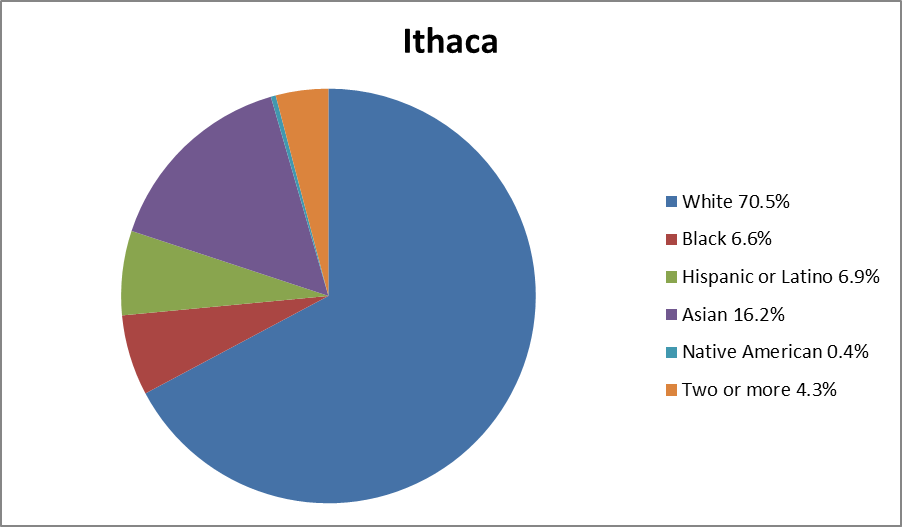 Ithaca
White 70.5%
Black 6.6%
Hispanic or Latino 6.9%
Asian 16.2%
Native American 0.4%
Two or more 4.3%